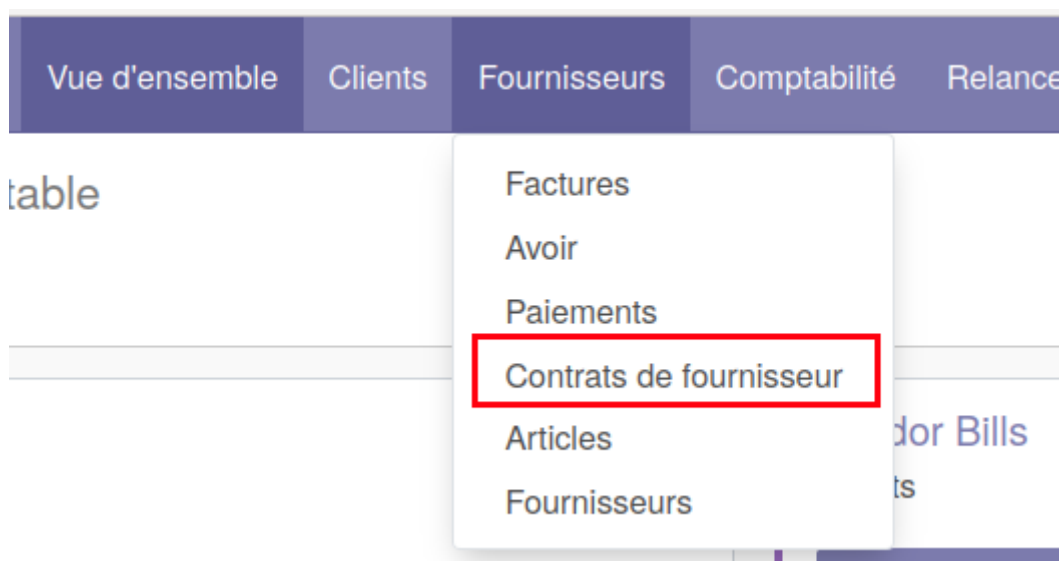 Vue d'ensemble Clients Fournisseurs Comptabilité Relance
table
Factures
Avoir
Paiements
Contrats de fournisseur
Articles
dor Bills
ts
Fournisseurs